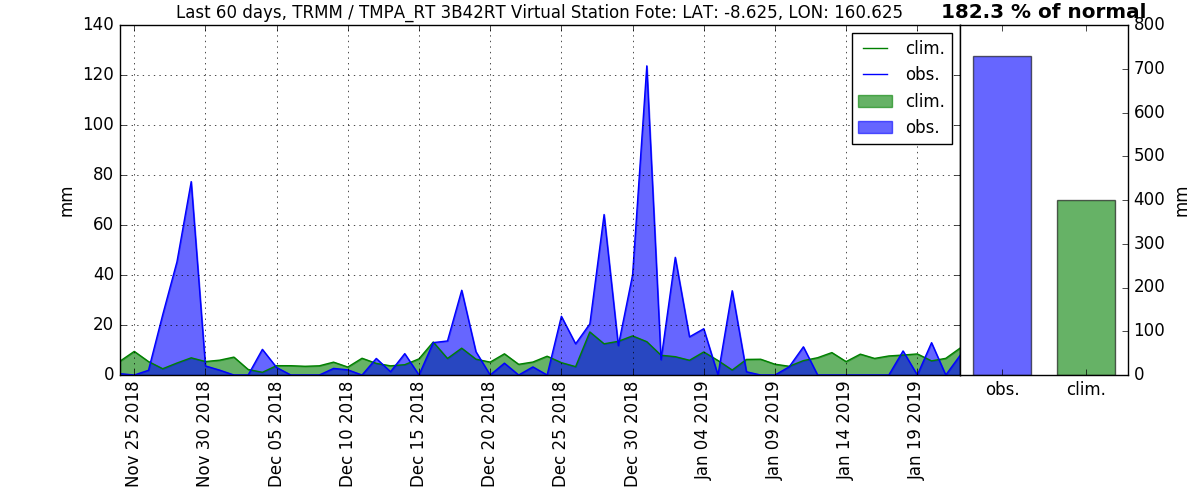 Last 60 days, TRMM / TMPA_RT 3B42RT Virtual Station Fote: LAT: -8.625, LON: 160.625
182.3 % of normal
140
120
100
80
60
40
20
0
mm
clim.
obs.
clim.
obs.
800
700
600
500
400
300
200
100
0
mm
obs.
clim.
Nov 25 2018
Nov 30 2018
Dec 05 2018
Dec 10 2018
Dec 15 2018
Dec 20 2018
Dec 25 2018
Dec 30 2018
Jan 04 2019
Jan 09 2019
Jan 14 2019
Jan 19 2019